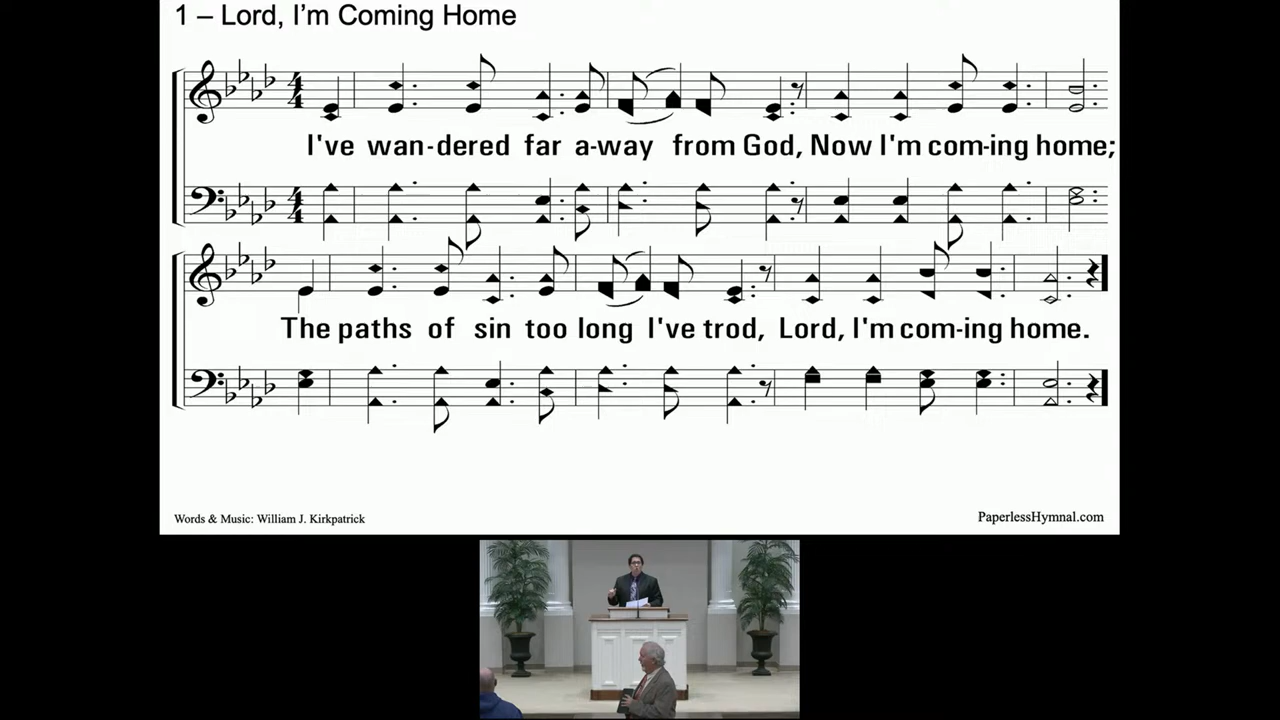 1 – Lord, I'm Coming Home
I've wan-dered far a-way from God, Now I'm com-ing home;
The paths of sin too long I've trod, Lord, I'm com-ing home.
Words & Music: William J. Kirkpatrick
PaperlessHymnal.com